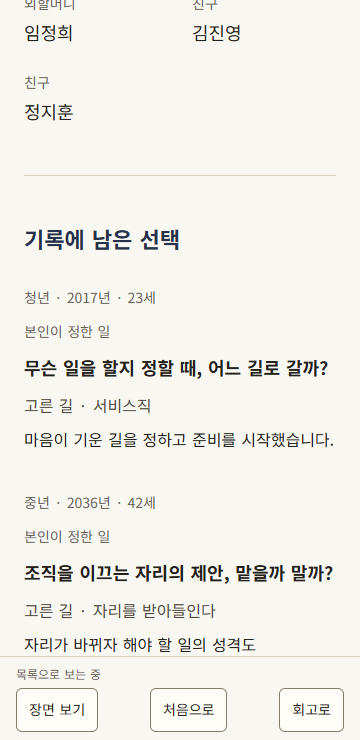 외할머니 친구
임정희 김진영
친구
정지훈
기록에 남은 선택
청년 · 2017년 · 23세
본인이 정한 일
무슨 일을 할지 정할 때, 어느 길로 갈까?
고른 길 · 서비스직
마음이 기운 길을 정하고 준비를 시작했습니다.
중년 · 2036년 · 42세
본인이 정한 일
조직을 이끄는 자리의 제안, 맡을까 말까?
고른 길 · 자리를 받아들인다
자리가 바뀌자 해야 할 일의 성격도
목록으로 보는 중
장면 보기 처음으로 회고로